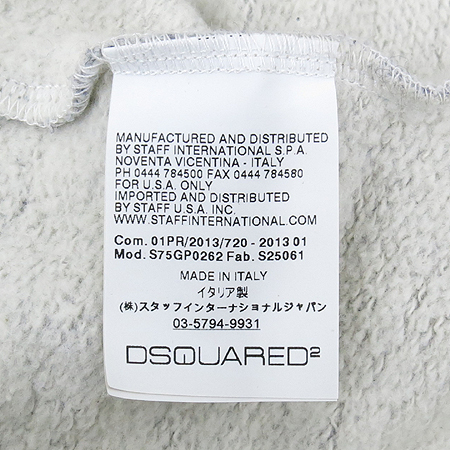 MANUFACTURED AND DISTRIBUTED
BY STAFF INTERNATIONAL S.P.A.
NOVENTA VICENTINA - ITALY
PH 0444 784500 FAX 0444 784580
FOR U.S.A. ONLY
IMPORTED AND DISTRIBUTED
BY STAFF U.S.A. INC.
WWW.STAFFINTERNATIONAL.COM
Com. 01PR/2013/720 - 2013 01
Mod. S75GP0262 Fab. S25061
MADE IN ITALY
イタリア製
(株)スタッフインターナショナルジャパン
03-5794-9931
DSQUARED²